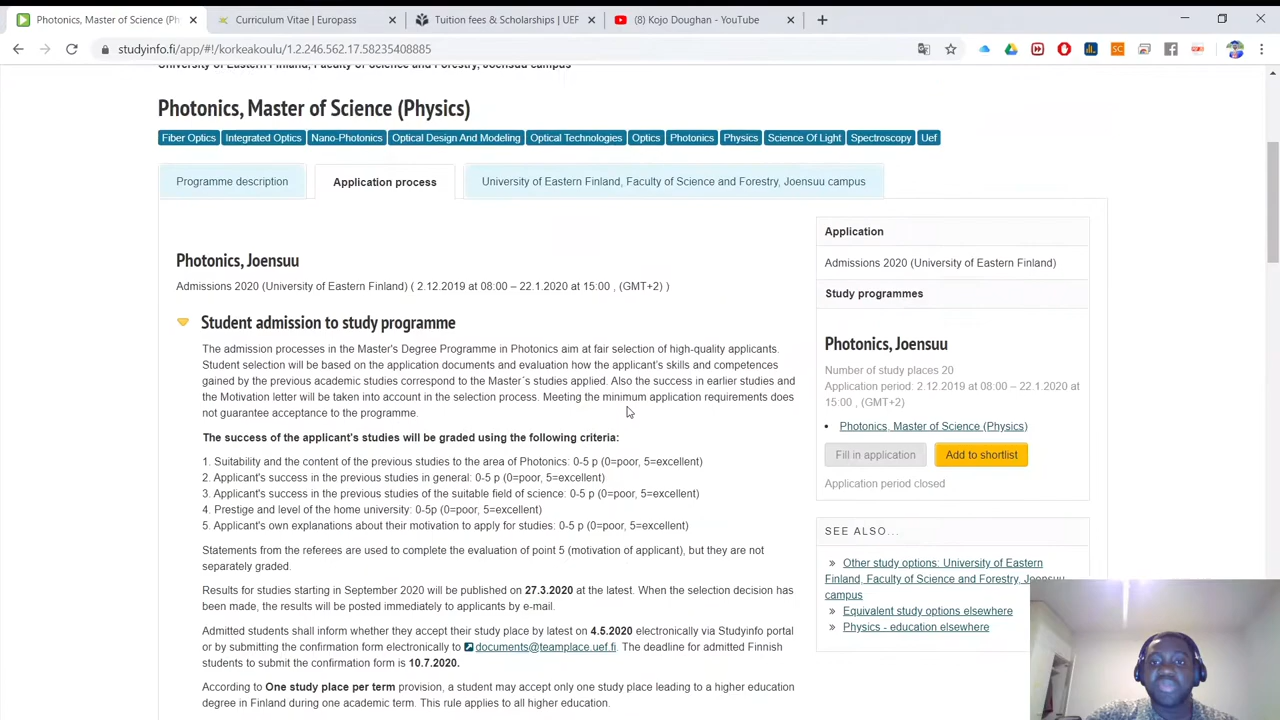 Photonics, Master of Science (Ph
Curriculum Vitae | Europass
Tuition fees & Scholarships | UEF
(8) Kojo Doughan - YouTube
studyinfo.fi/app/#!/korkeakoulu/1.2.246.562.17.58235408885
University of Eastern Finland, Faculty of Science and Forestry, Joensuu campus
Photonics, Master of Science (Physics)
Fiber Optics Integrated Optics Nano-Photonics Optical Design And Modeling Optical Technologies Optics Photonics Physics Science Of Light Spectroscopy Uef
Programme description
Application process
University of Eastern Finland, Faculty of Science and Forestry, Joensuu campus
Photonics, Joensuu
Admissions 2020 (University of Eastern Finland) ( 2.12.2019 at 08:00 – 22.1.2020 at 15:00 , (GMT+2) )
Student admission to study programme
The admission processes in the Master's Degree Programme in Photonics aim at fair selection of high-quality applicants.
Student selection will be based on the application documents and evaluation how the applicant's skills and competences
gained by the previous academic studies correspond to the Master´s studies applied. Also the success in earlier studies and
the Motivation letter will be taken into account in the selection process. Meeting the minimum application requirements does
not guarantee acceptance to the programme.
The success of the applicant's studies will be graded using the following criteria:
1. Suitability and the content of the previous studies to the area of Photonics: 0-5 p (0=poor, 5=excellent)
2. Applicant's success in the previous studies in general: 0-5 p (0=poor, 5=excellent)
3. Applicant's success in the previous studies of the suitable field of science: 0-5 p (0=poor, 5=excellent)
4. Prestige and level of the home university: 0-5p (0=poor, 5=excellent)
5. Applicant's own explanations about their motivation to apply for studies: 0-5 p (0=poor, 5=excellent)
Statements from the referees are used to complete the evaluation of point 5 (motivation of applicant), but they are not
separately graded.
Results for studies starting in September 2020 will be published on 27.3.2020 at the latest. When the selection decision has
been made, the results will be posted immediately to applicants by e-mail.
Admitted students shall inform whether they accept their study place by latest on 4.5.2020 electronically via Studyinfo portal
or by submitting the confirmation form electronically to documents@teamplace.uef.fi. The deadline for admitted Finnish
students to submit the confirmation form is 10.7.2020.
According to One study place per term provision, a student may accept only one study place leading to a higher education
degree in Finland during one academic term. This rule applies to all higher education.
Application
Admissions 2020 (University of Eastern Finland)
Study programmes
Photonics, Joensuu
Number of study places 20
Application period: 2.12.2019 at 08:00 – 22.1.2020 at
15:00 , (GMT+2)
Photonics, Master of Science (Physics)
Fill in application
Add to shortlist
Application period closed
SEE ALSO...
Other study options: University of Eastern
Finland, Faculty of Science and Forestry, Joensuu
campus
Equivalent study options elsewhere
Physics - education elsewhere